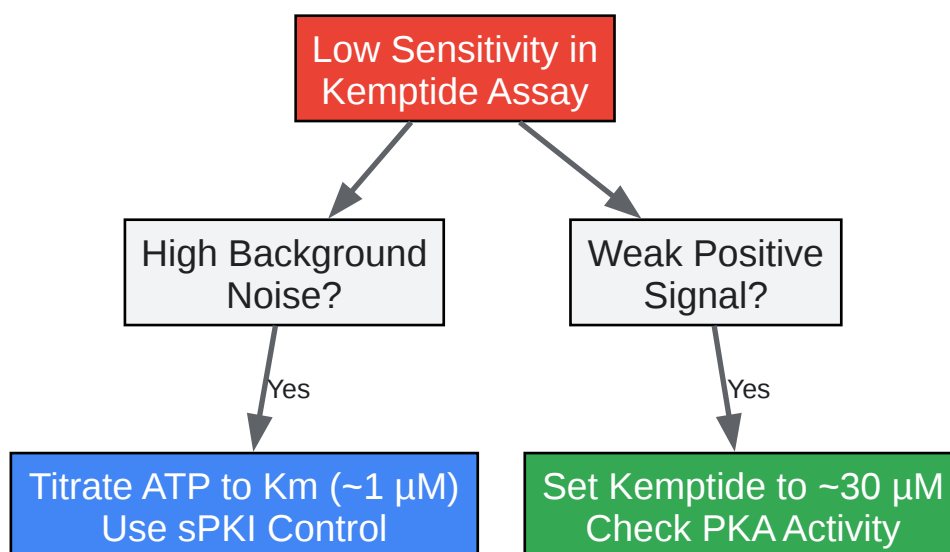 Low Sensitivity in
Kemptide Assay
High Background
Noise?
Weak Positive
Signal?
Yes
Yes
Titrate ATP to Km (~1 µM)
Use sPKI Control
Set Kemptide to ~30 µM
Check PKA Activity